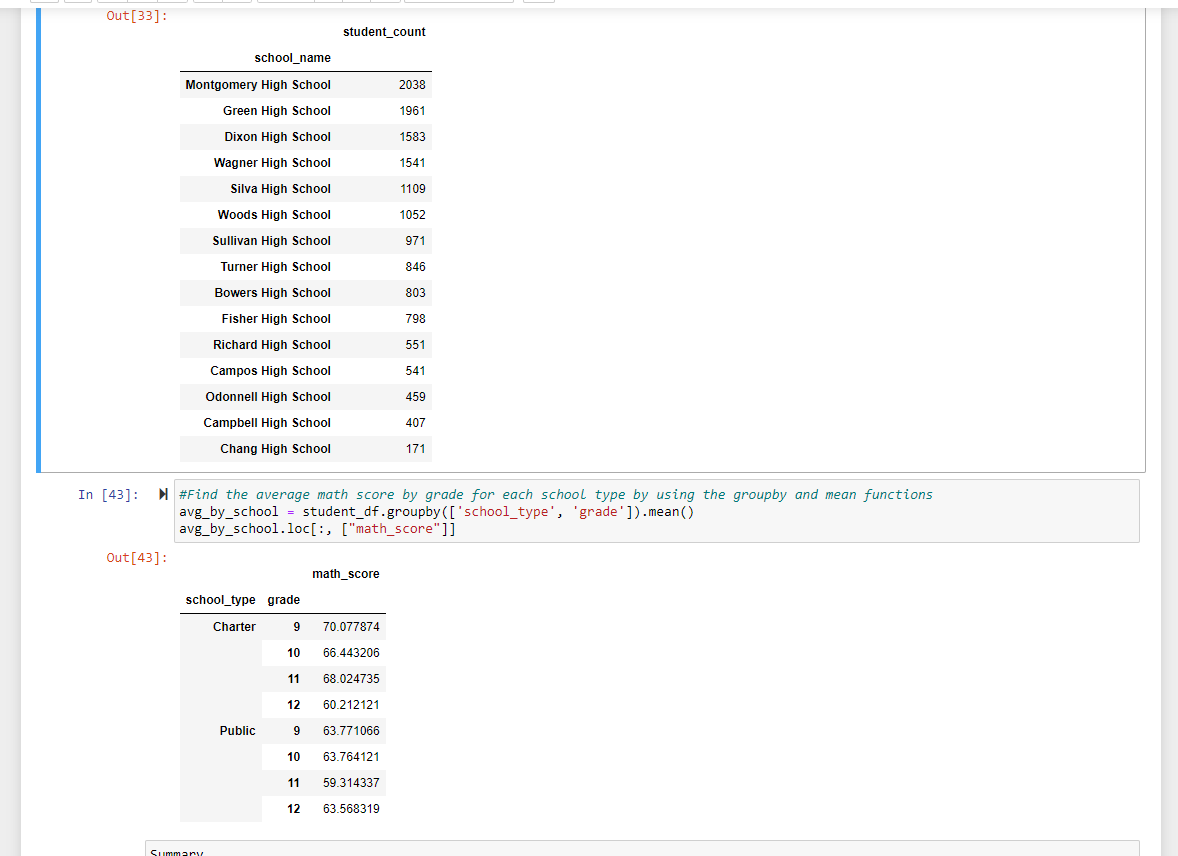 Out[33]:
student_count
school_name
Montgomery High School 2038
Green High School 1961
Dixon High School 1583
Wagner High School 1541
Silva High School 1109
Woods High School 1052
Sullivan High School 971
Turner High School 846
Bowers High School 803
Fisher High School 798
Richard High School 551
Campos High School 541
Odonnell High School 459
Campbell High School 407
Chang High School 171
In [43]: #Find the average math score by grade for each school type by using the groupby and mean functions
avg_by_school = student_df.groupby(['school_type', 'grade']).mean()
avg_by_school.loc[:, ["math_score"]]
Out[43]:
math_score
school_type grade
Charter 9 70.077874
10 66.443206
11 68.024735
12 60.212121
Public 9 63.771066
10 63.764121
11 59.314337
12 63.568319
Summary